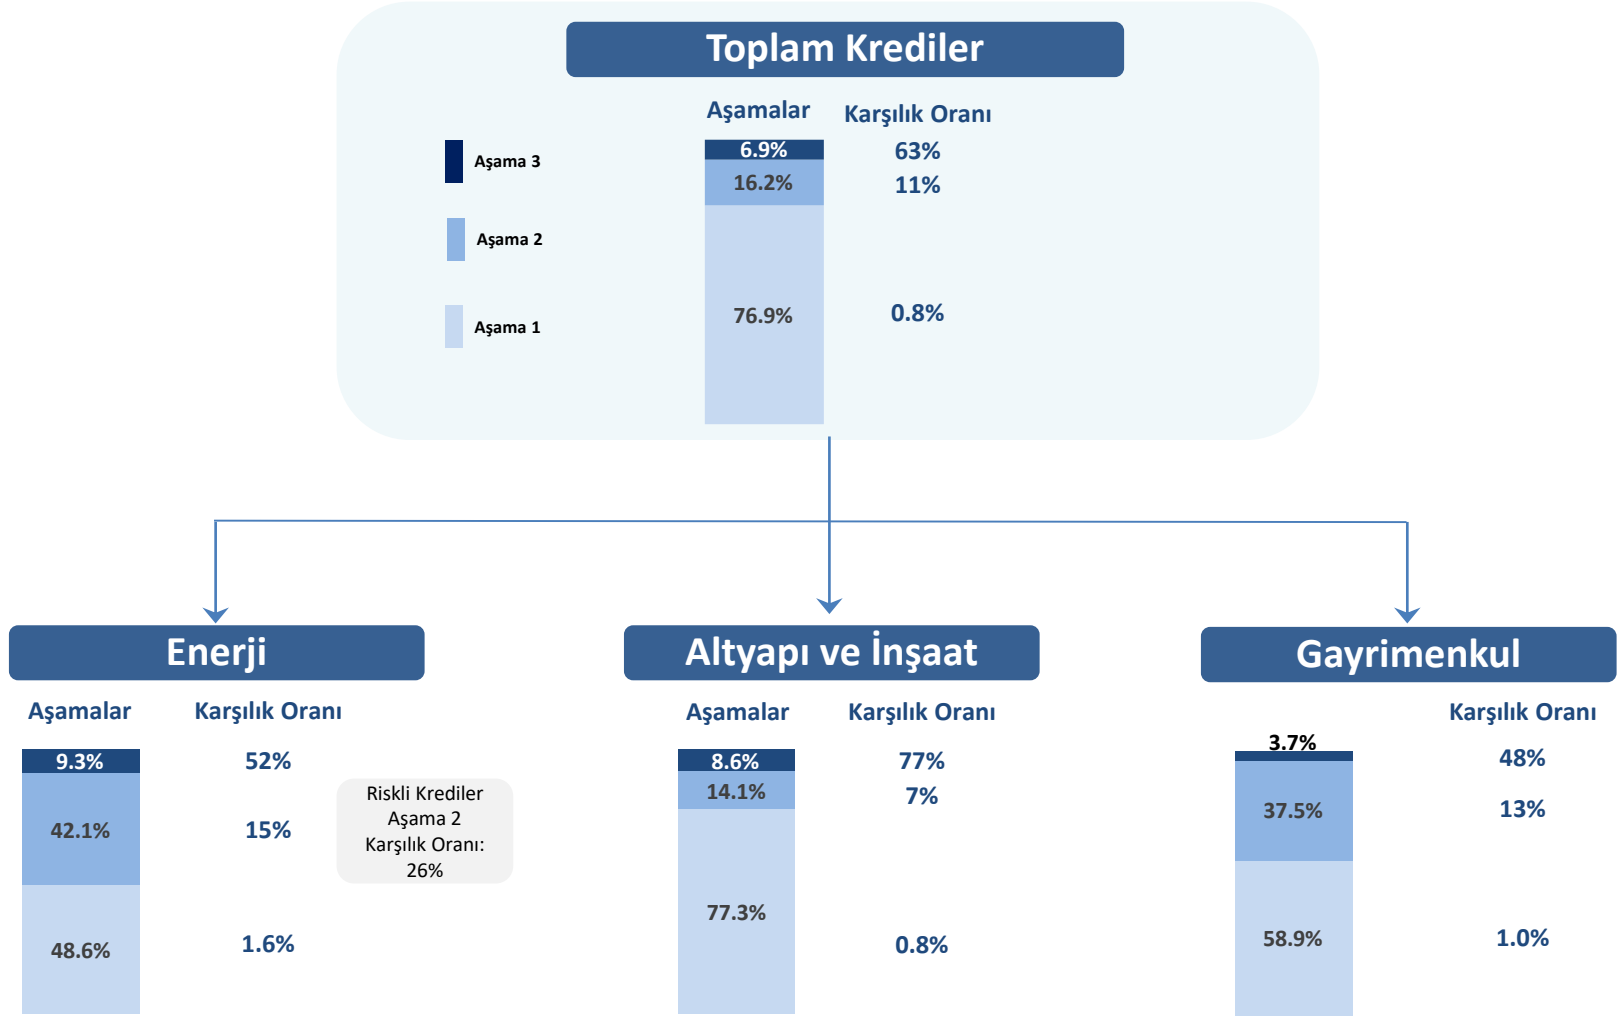 Toplam Krediler
Aşamalar
Karşılık Oranı
Aşama 3
6.9%
63%
16.2%
11%
Aşama 2
76.9%
0.8%
Aşama 1
Enerji
Aşamalar
Karşılık Oranı
9.3%
52%
42.1%
15%
Riskli Krediler
Aşama 2
Karşılık Oranı:
26%
48.6%
1.6%
Altyapı ve İnşaat
Aşamalar
Karşılık Oranı
8.6%
77%
14.1%
7%
77.3%
0.8%
Gayrimenkul
Karşılık Oranı
3.7%
48%
37.5%
13%
58.9%
1.0%